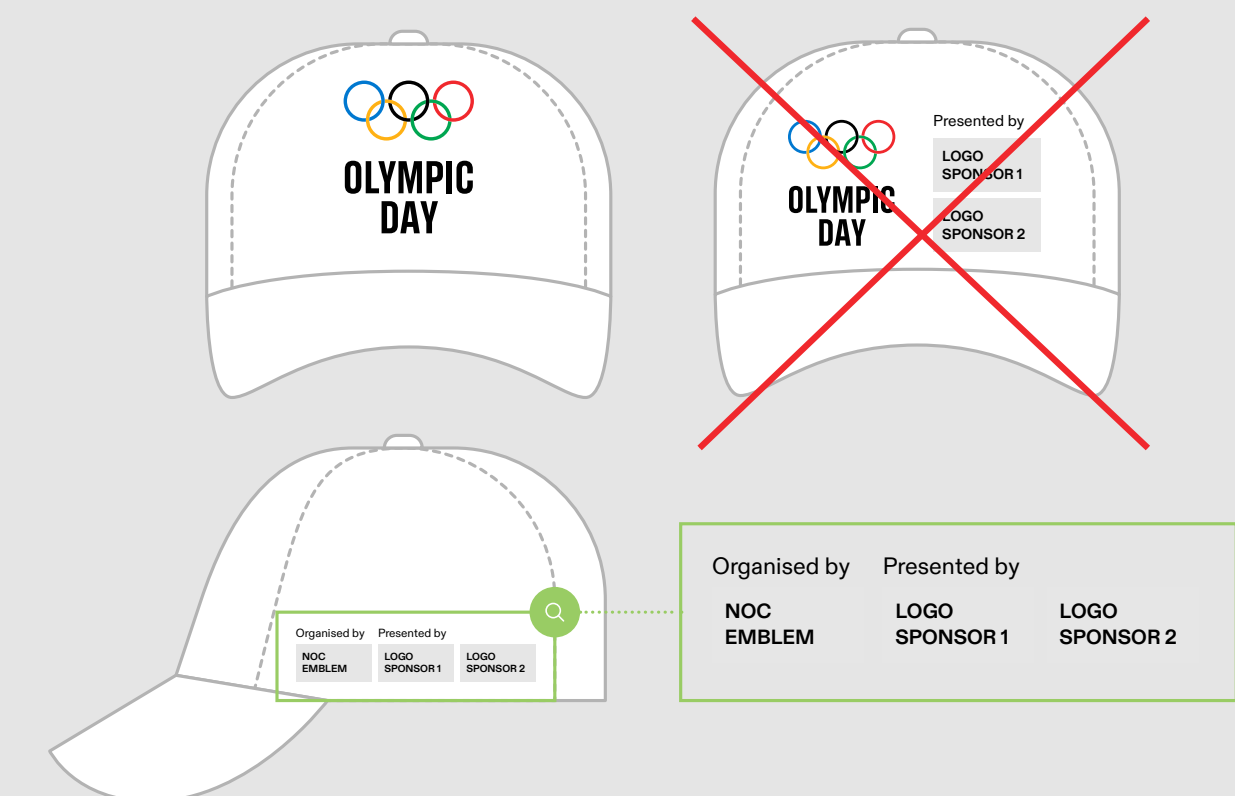 OLYMPIC
DAY
Presented by
LOGO
SPONSOR 1
LOGO
SPONSOR 2
OLYMPIC
DAY
Organised by Presented by
NOC
EMBLEM
LOGO
SPONSOR 1
LOGO
SPONSOR 2
Organised by Presented by
NOC
EMBLEM
LOGO
SPONSOR 1
LOGO
SPONSOR 2